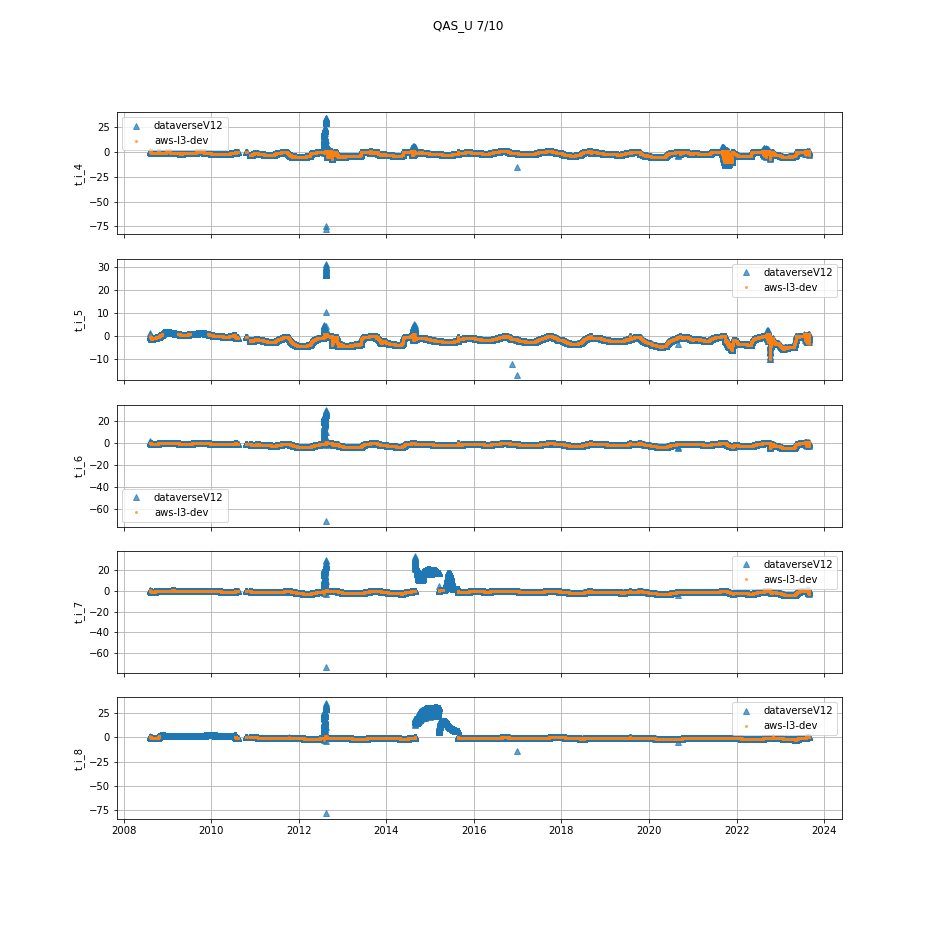 QAS_U 7/10
25
0
−25
−50
−75
t_i_4
dataverseV12
aws-l3-dev
30
20
10
0
−10
t_i_5
dataverseV12
aws-l3-dev
20
0
−20
−40
−60
t_i_6
dataverseV12
aws-l3-dev
20
0
−20
−40
−60
t_i_7
dataverseV12
aws-l3-dev
25
0
−25
−50
−75
t_i_8
dataverseV12
aws-l3-dev
2008 2010 2012 2014 2016 2018 2020 2022 2024